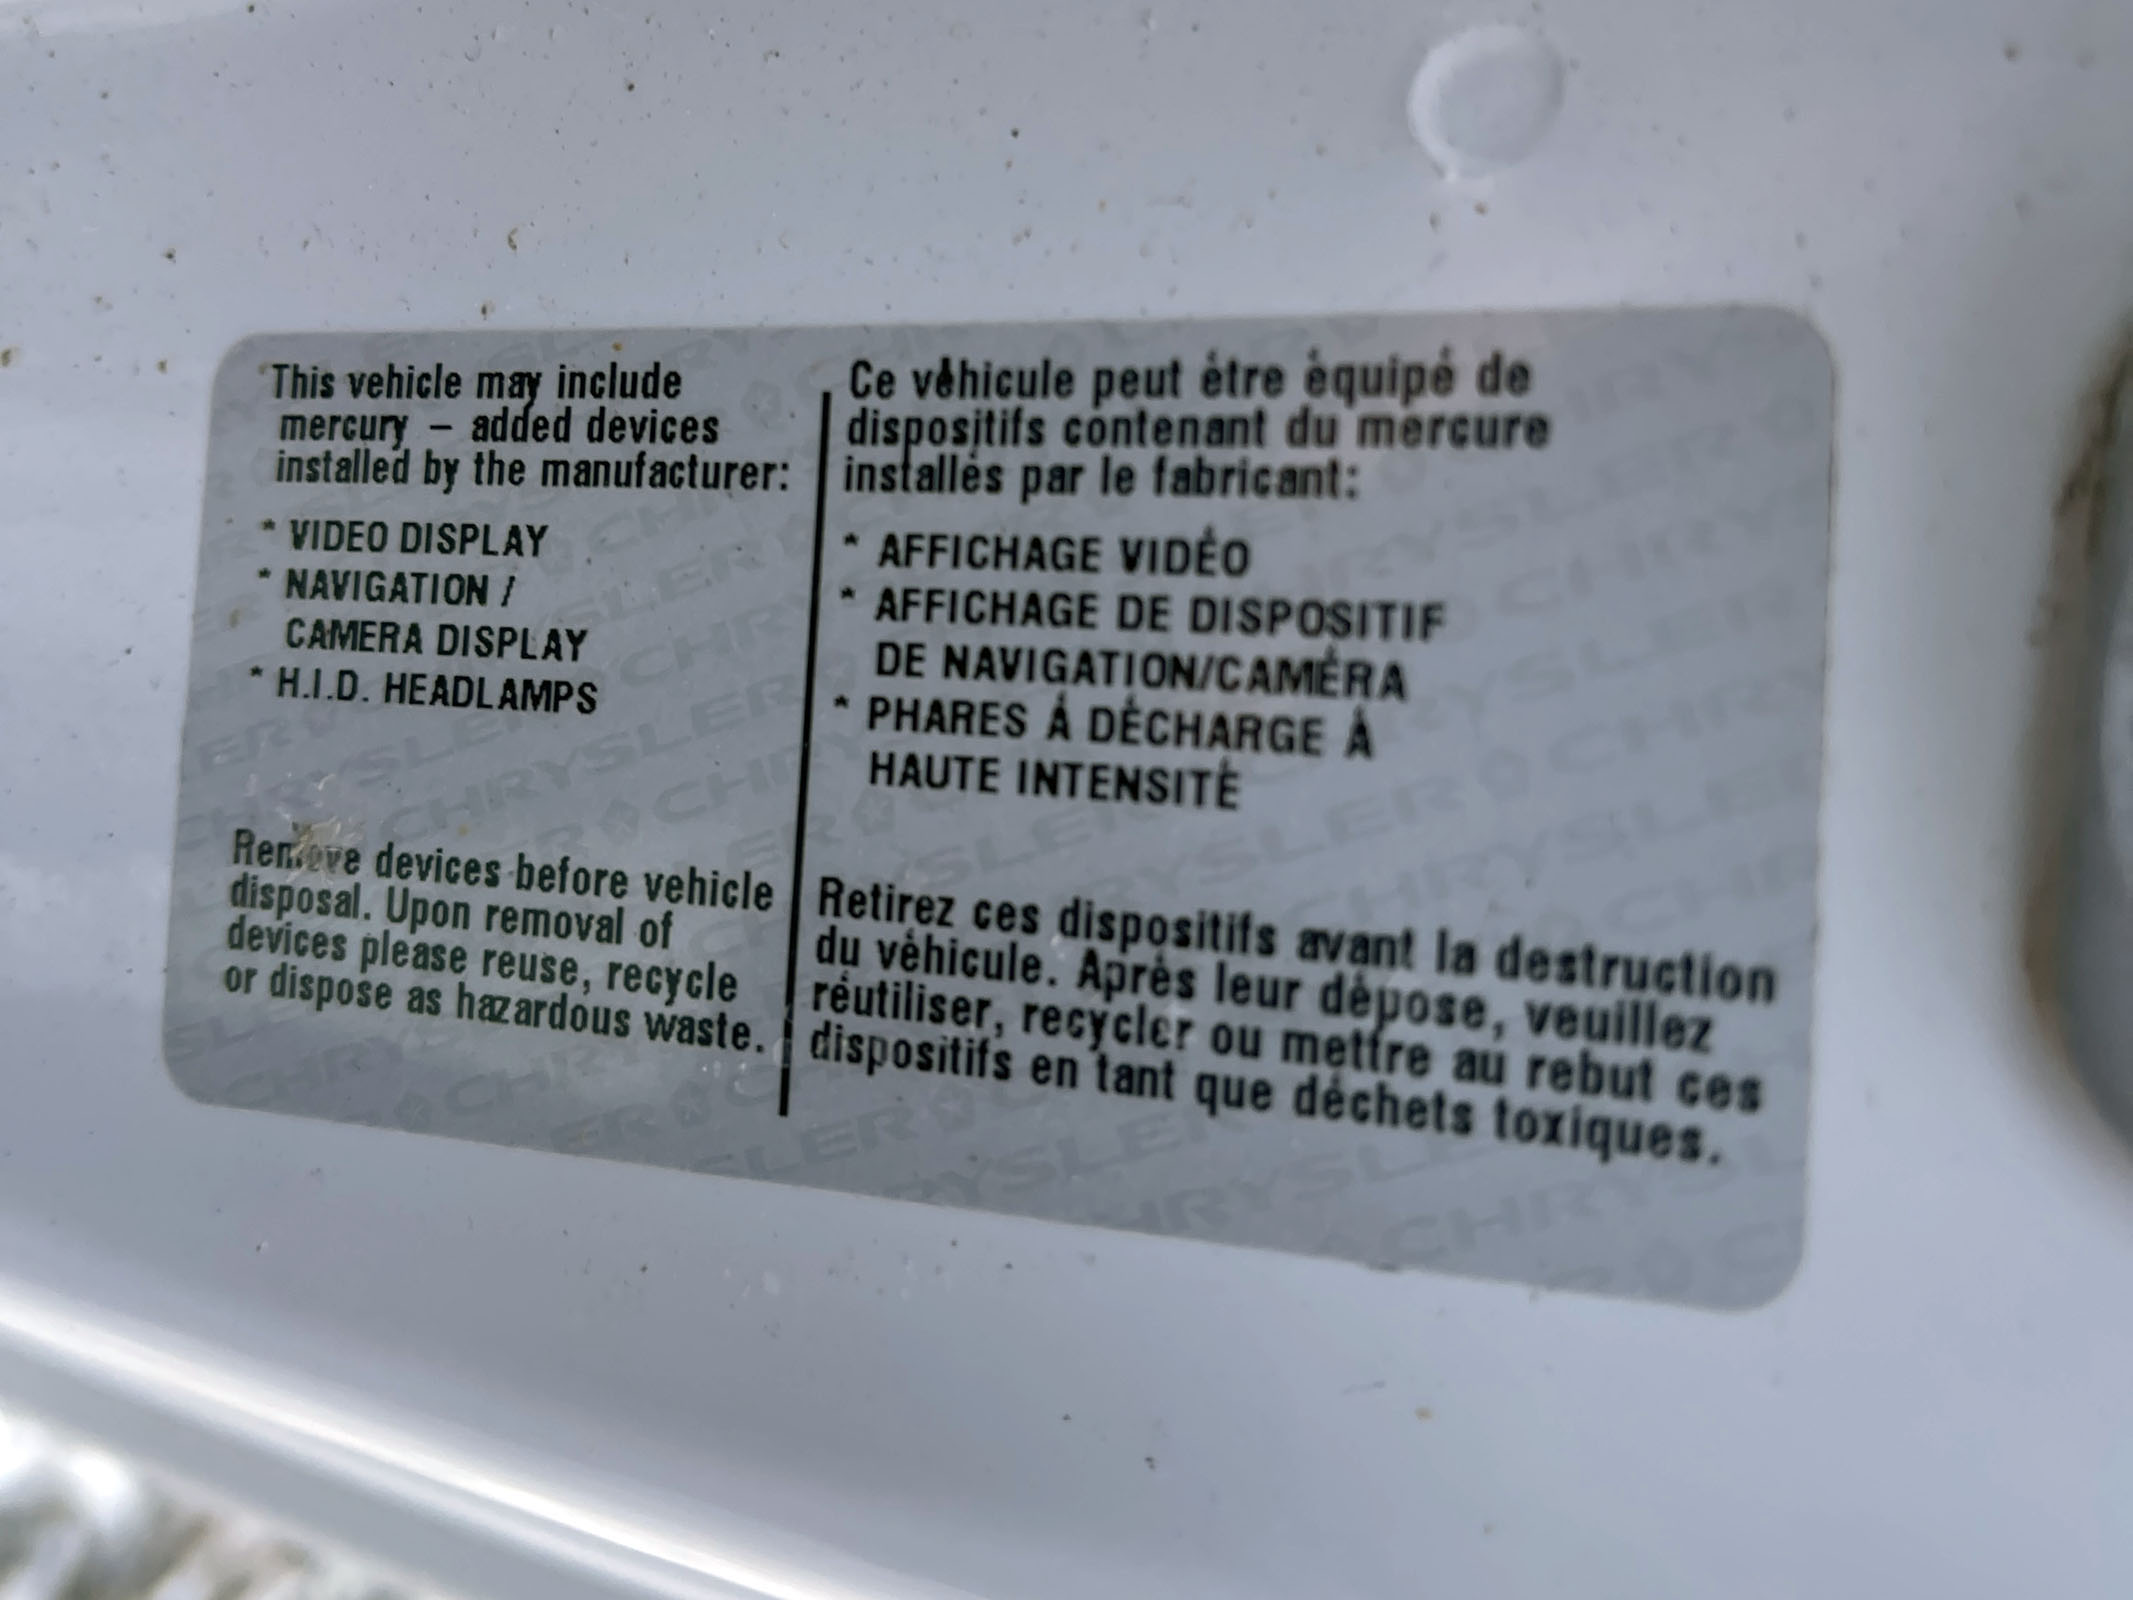 This vehicle may include
mercury – added devices
installed by the manufacturer:
* VIDEO DISPLAY
* NAVIGATION /
CAMERA DISPLAY
* H.I.D. HEADLAMPS
Remove devices before vehicle
disposal. Upon removal of
devices please reuse, recycle
or dispose as hazardous waste.
Ce véhicule peut être équipé de
dispositifs contenant du mercure
installés par le fabricant:
* AFFICHAGE VIDÉO
* AFFICHAGE DE DISPOSITIF
DE NAVIGATION/CAMÉRA
* PHARES À DÉCHARGE À
HAUTE INTENSITÉ
Retirez ces dispositifs avant la destruction
du véhicule. Après leur dépose, veuillez
réutiliser, recycler ou mettre au rebut ces
dispositifs en tant que déchets toxiques.